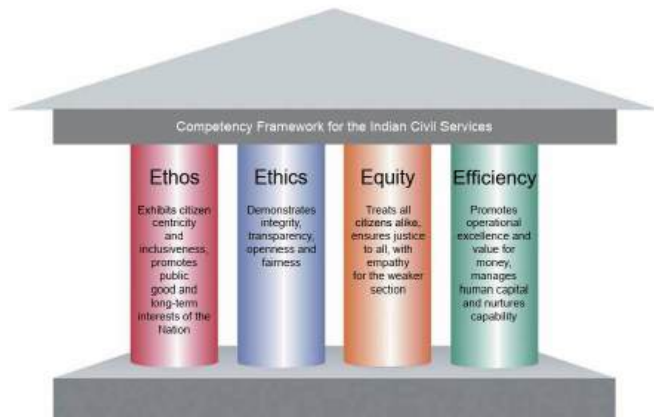 Competency Framework for the Indian Civil Services
Ethos
Exhibits citizen
centricity
and
inclusiveness,
promotes
public
good and
long-term
interests of the
Nation
Ethics
Demonstrates
integrity,
transparency,
openness and
fairness
Equity
Treats all
citizens alike,
ensures justice
to all, with
empathy
for the weaker
section
Efficiency
Promotes
operational
excellence and
value for
money,
manages
human capital
and nurtures
capability